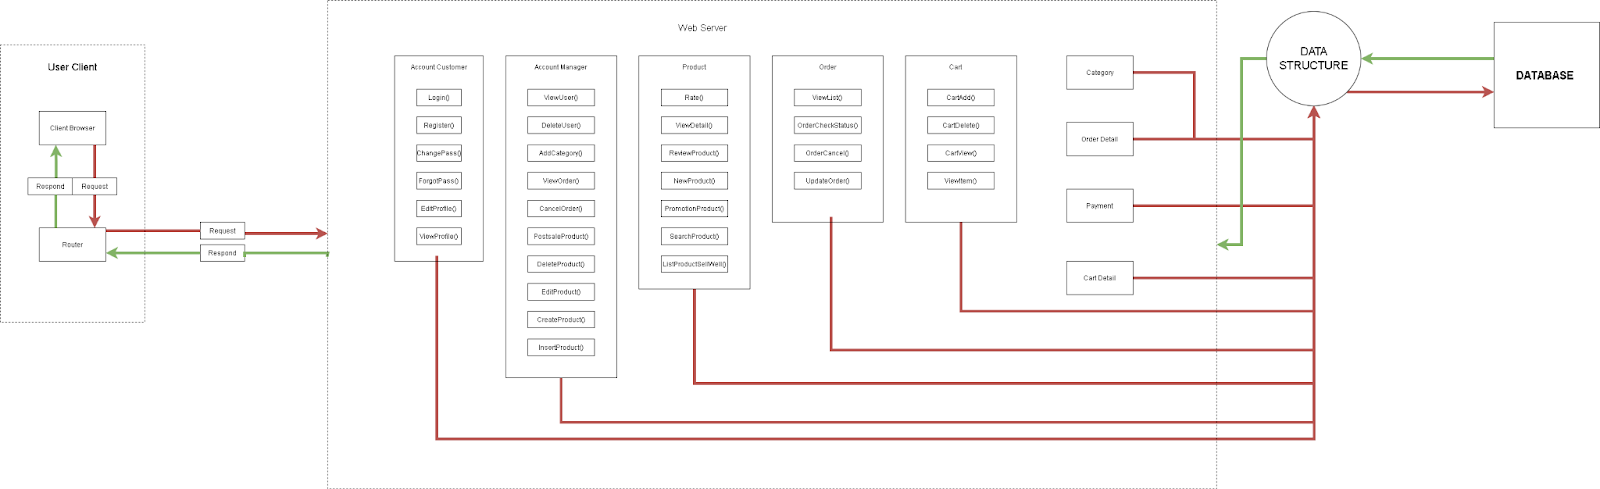 Web Server
User Client
Client Browser
Respond
Request
Router
Request
Respond
Account Customer
Login()
Register()
ChangePass()
ForgotPass()
EditProfile()
ViewProfile()
Account Manager
ViewUser()
DeleteUser()
AddCategory()
ViewOrder()
CancelOrder()
PostsaleProduct()
DeleteProduct()
EditProduct()
CreateProduct()
InsertProduct()
Product
Rate()
ViewDetail()
ReviewProduct()
NewProduct()
PromotionProduct()
SearchProduct()
ListProductSellWell()
Order
ViewList()
OrderCheckStatus()
OrderCancel()
UpdateOrder()
Cart
CartAdd()
CartDelete()
CartView()
ViewItem()
Category
Order Detail
Payment
Cart Detail
DATA
STRUCTURE
DATABASE